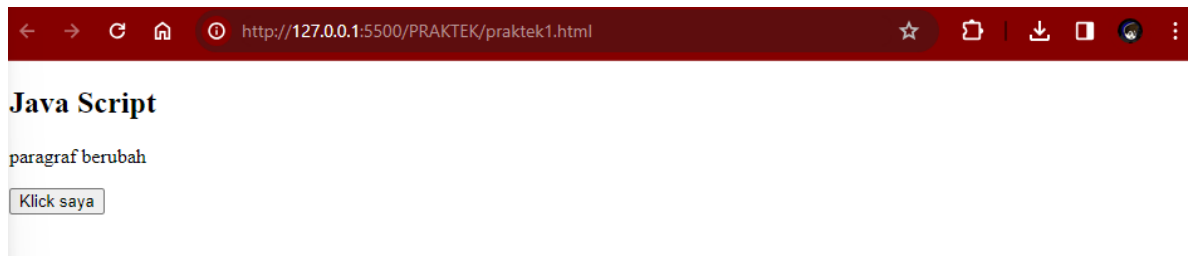 http://127.0.0.1:5500/PRAKTEK/praktek1.html
Java Script
paragraf berubah
Klick saya